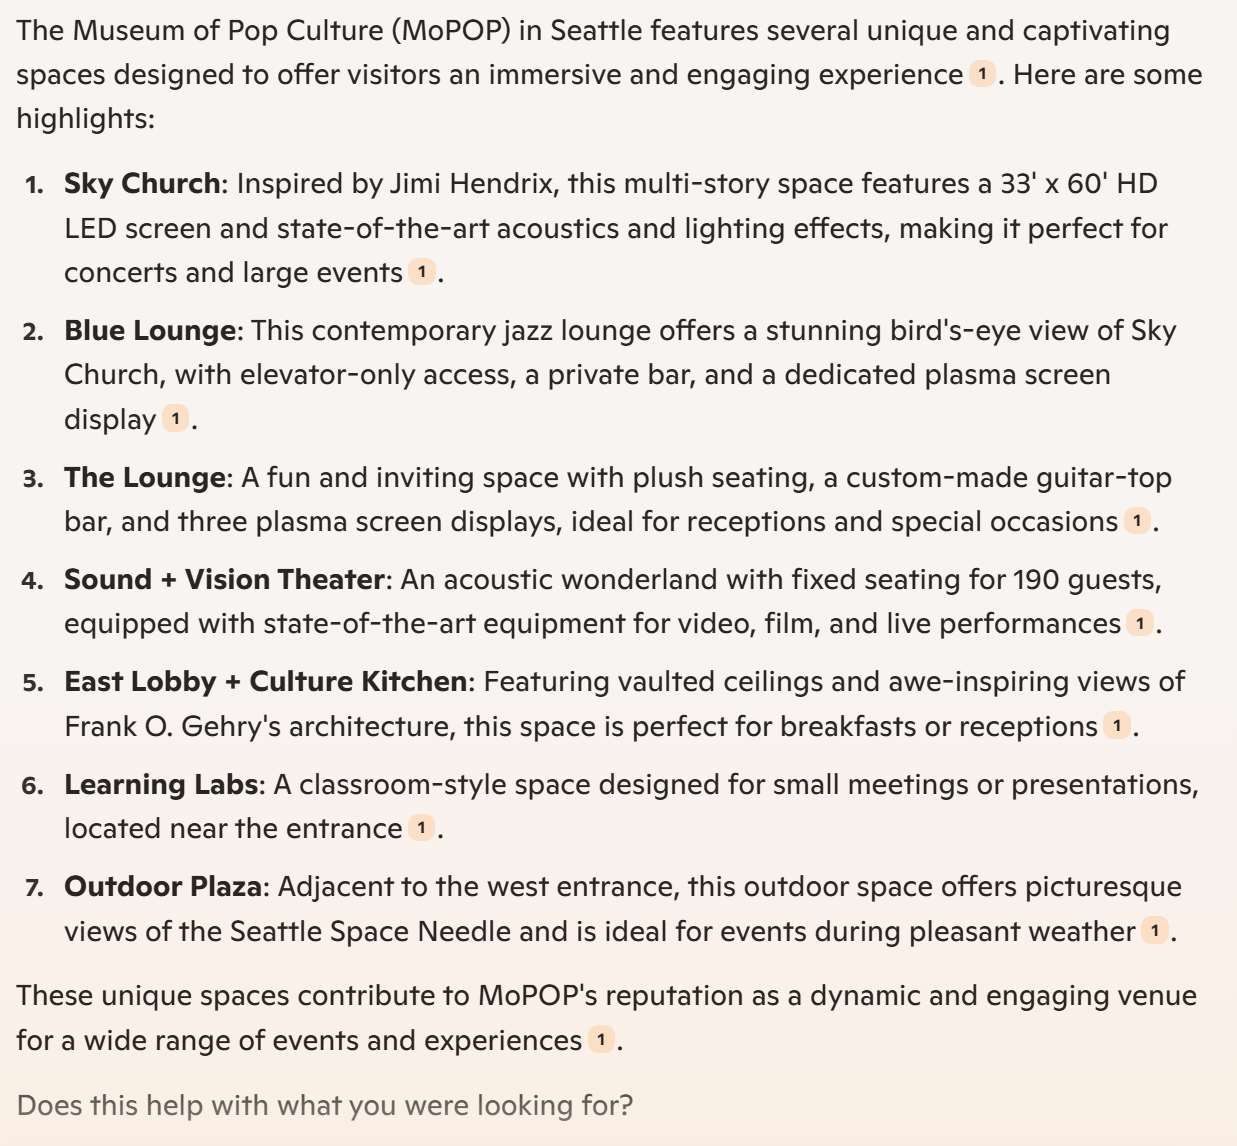 The Museum of Pop Culture (MoPOP) in Seattle features several unique and captivating
spaces designed to offer visitors an immersive and engaging experience 1 . Here are some
highlights:
1. Sky Church: Inspired by Jimi Hendrix, this multi-story space features a 33' x 60' HD
LED screen and state-of-the-art acoustics and lighting effects, making it perfect for
concerts and large events 1 .
2. Blue Lounge: This contemporary jazz lounge offers a stunning bird's-eye view of Sky
Church, with elevator-only access, a private bar, and a dedicated plasma screen
display 1 .
3. The Lounge: A fun and inviting space with plush seating, a custom-made guitar-top
bar, and three plasma screen displays, ideal for receptions and special occasions 1 .
4. Sound + Vision Theater: An acoustic wonderland with fixed seating for 190 guests,
equipped with state-of-the-art equipment for video, film, and live performances 1 .
5. East Lobby + Culture Kitchen: Featuring vaulted ceilings and awe-inspiring views of
Frank O. Gehry's architecture, this space is perfect for breakfasts or receptions 1 .
6. Learning Labs: A classroom-style space designed for small meetings or presentations,
located near the entrance 1 .
7. Outdoor Plaza: Adjacent to the west entrance, this outdoor space offers picturesque
views of the Seattle Space Needle and is ideal for events during pleasant weather 1 .
These unique spaces contribute to MoPOP's reputation as a dynamic and engaging venue
for a wide range of events and experiences 1 .
Does this help with what you were looking for?